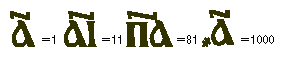 а҃ =1 а҃і =11 п҃а =81 ҂а҃ =1000